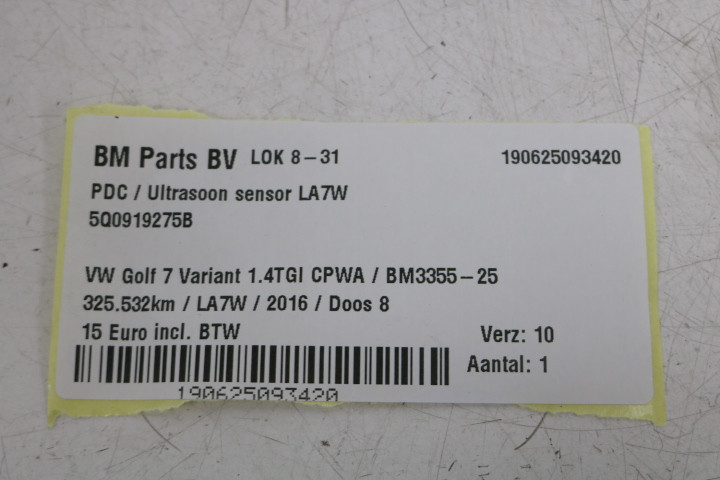 BM Parts BV LOK 8-31 190625093420
PDC / Ultrasoon sensor LA7W
5Q0919275B
VW Golf 7 Variant 1.4TGI CPWA / BM3355-25
325.532km / LA7W / 2016 / Doos 8
15 Euro incl. BTW Verz: 10
Aantal: 1
190625093420